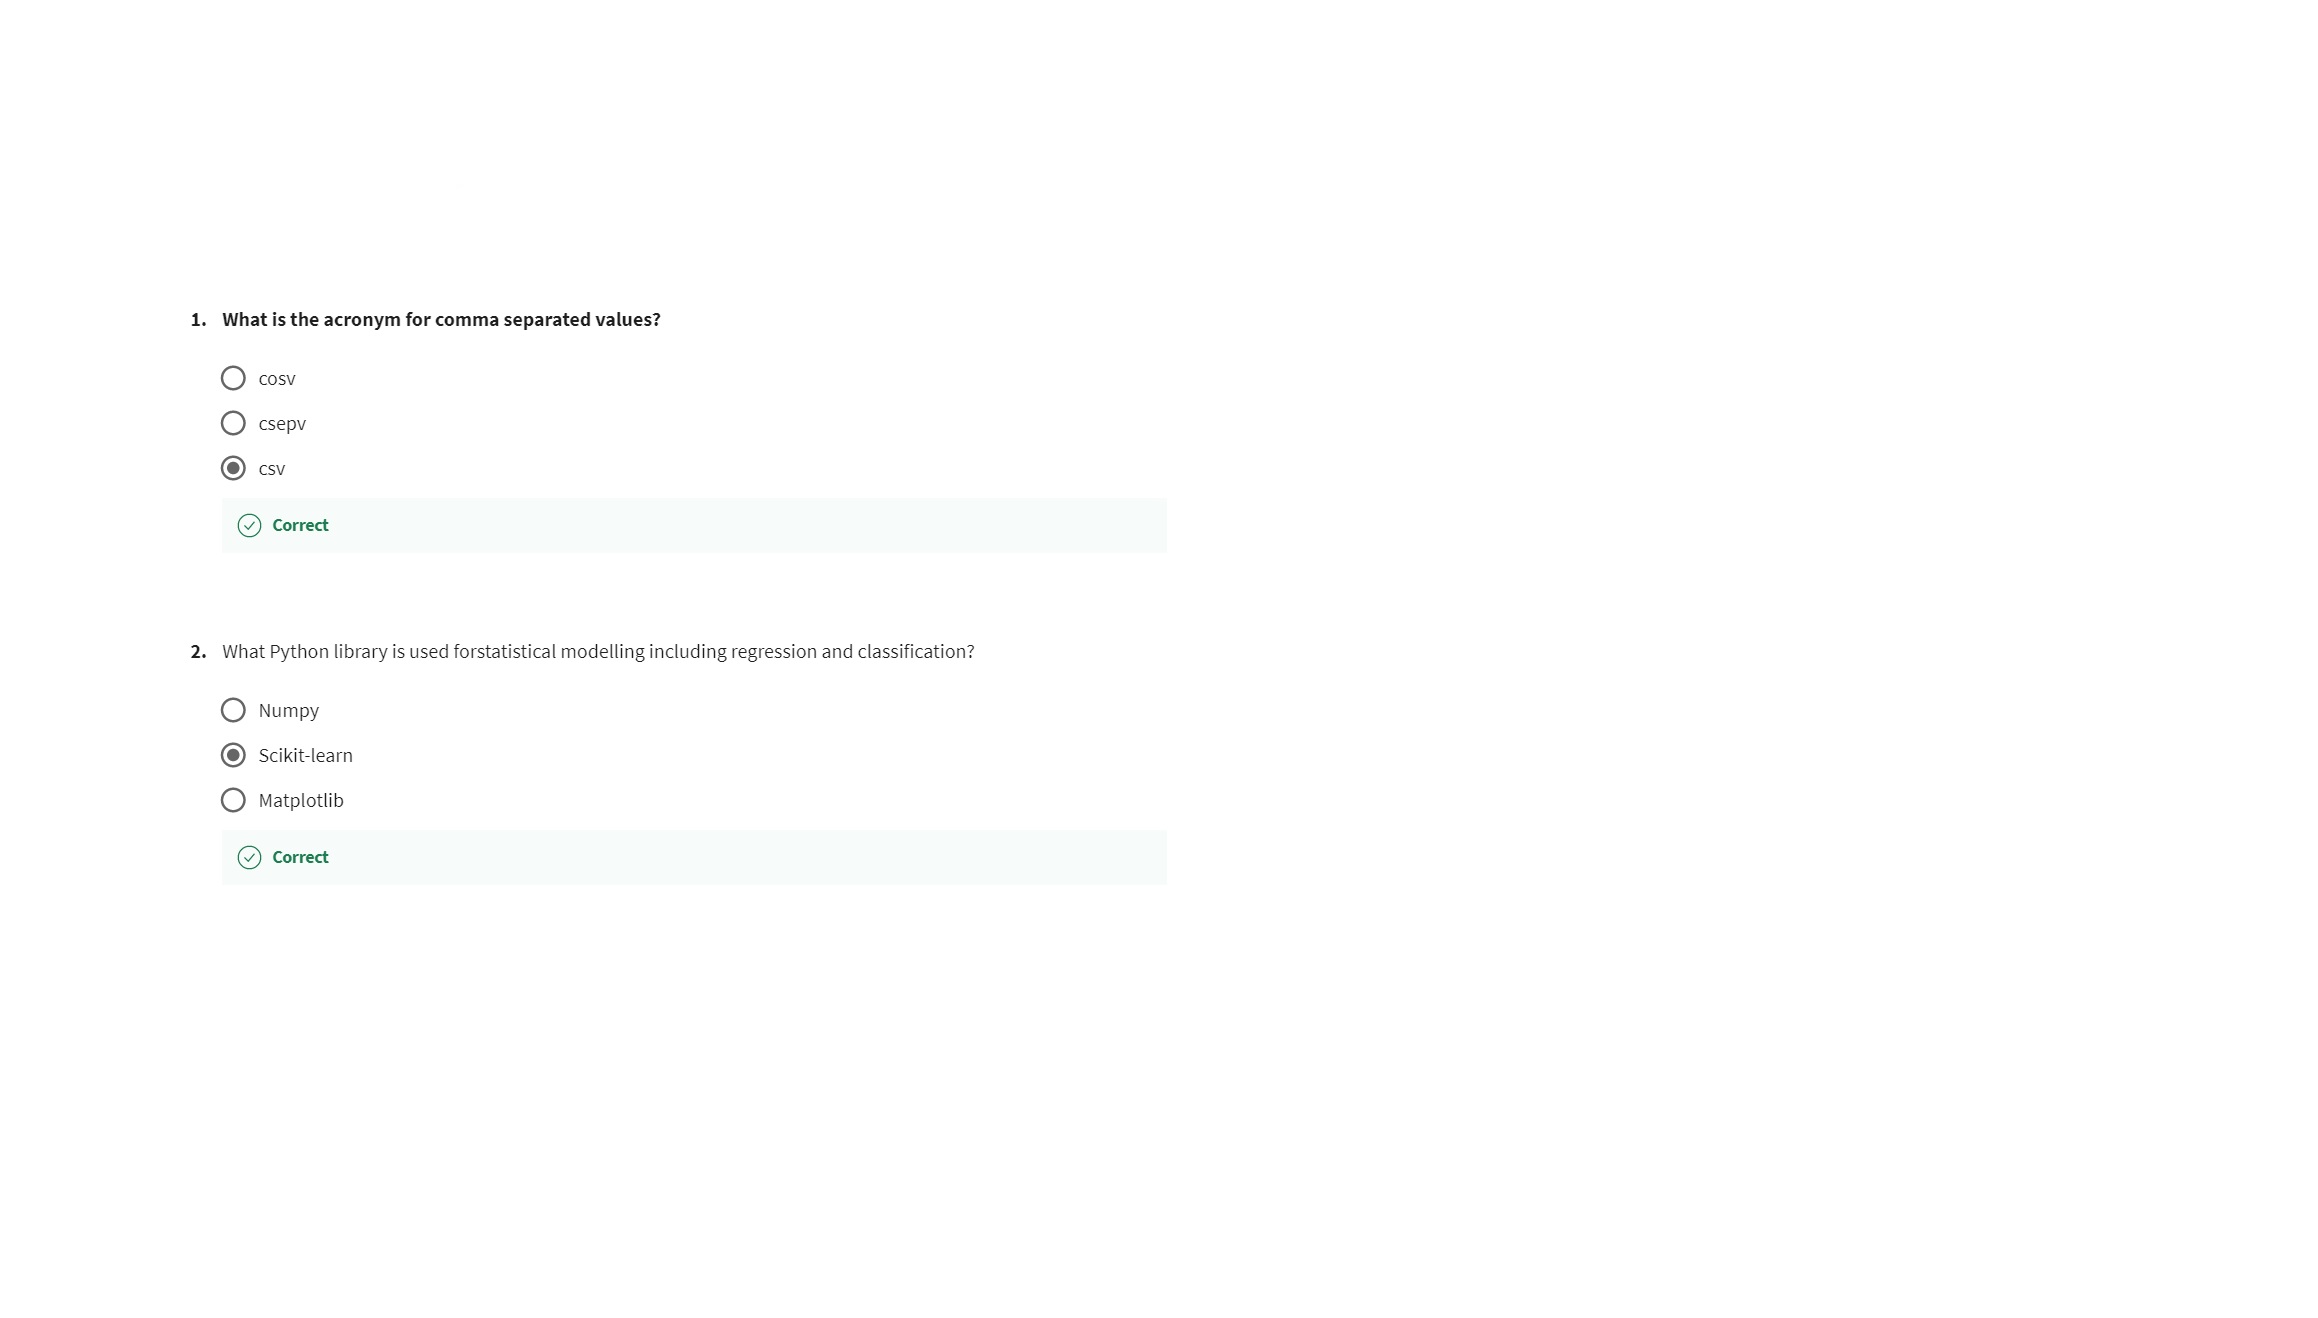 1. What is the acronym for comma separated values?
cosv
csepv
csv
Correct
2. What Python library is used forstatistical modelling including regression and classification?
Numpy
Scikit-learn
Matplotlib
Correct